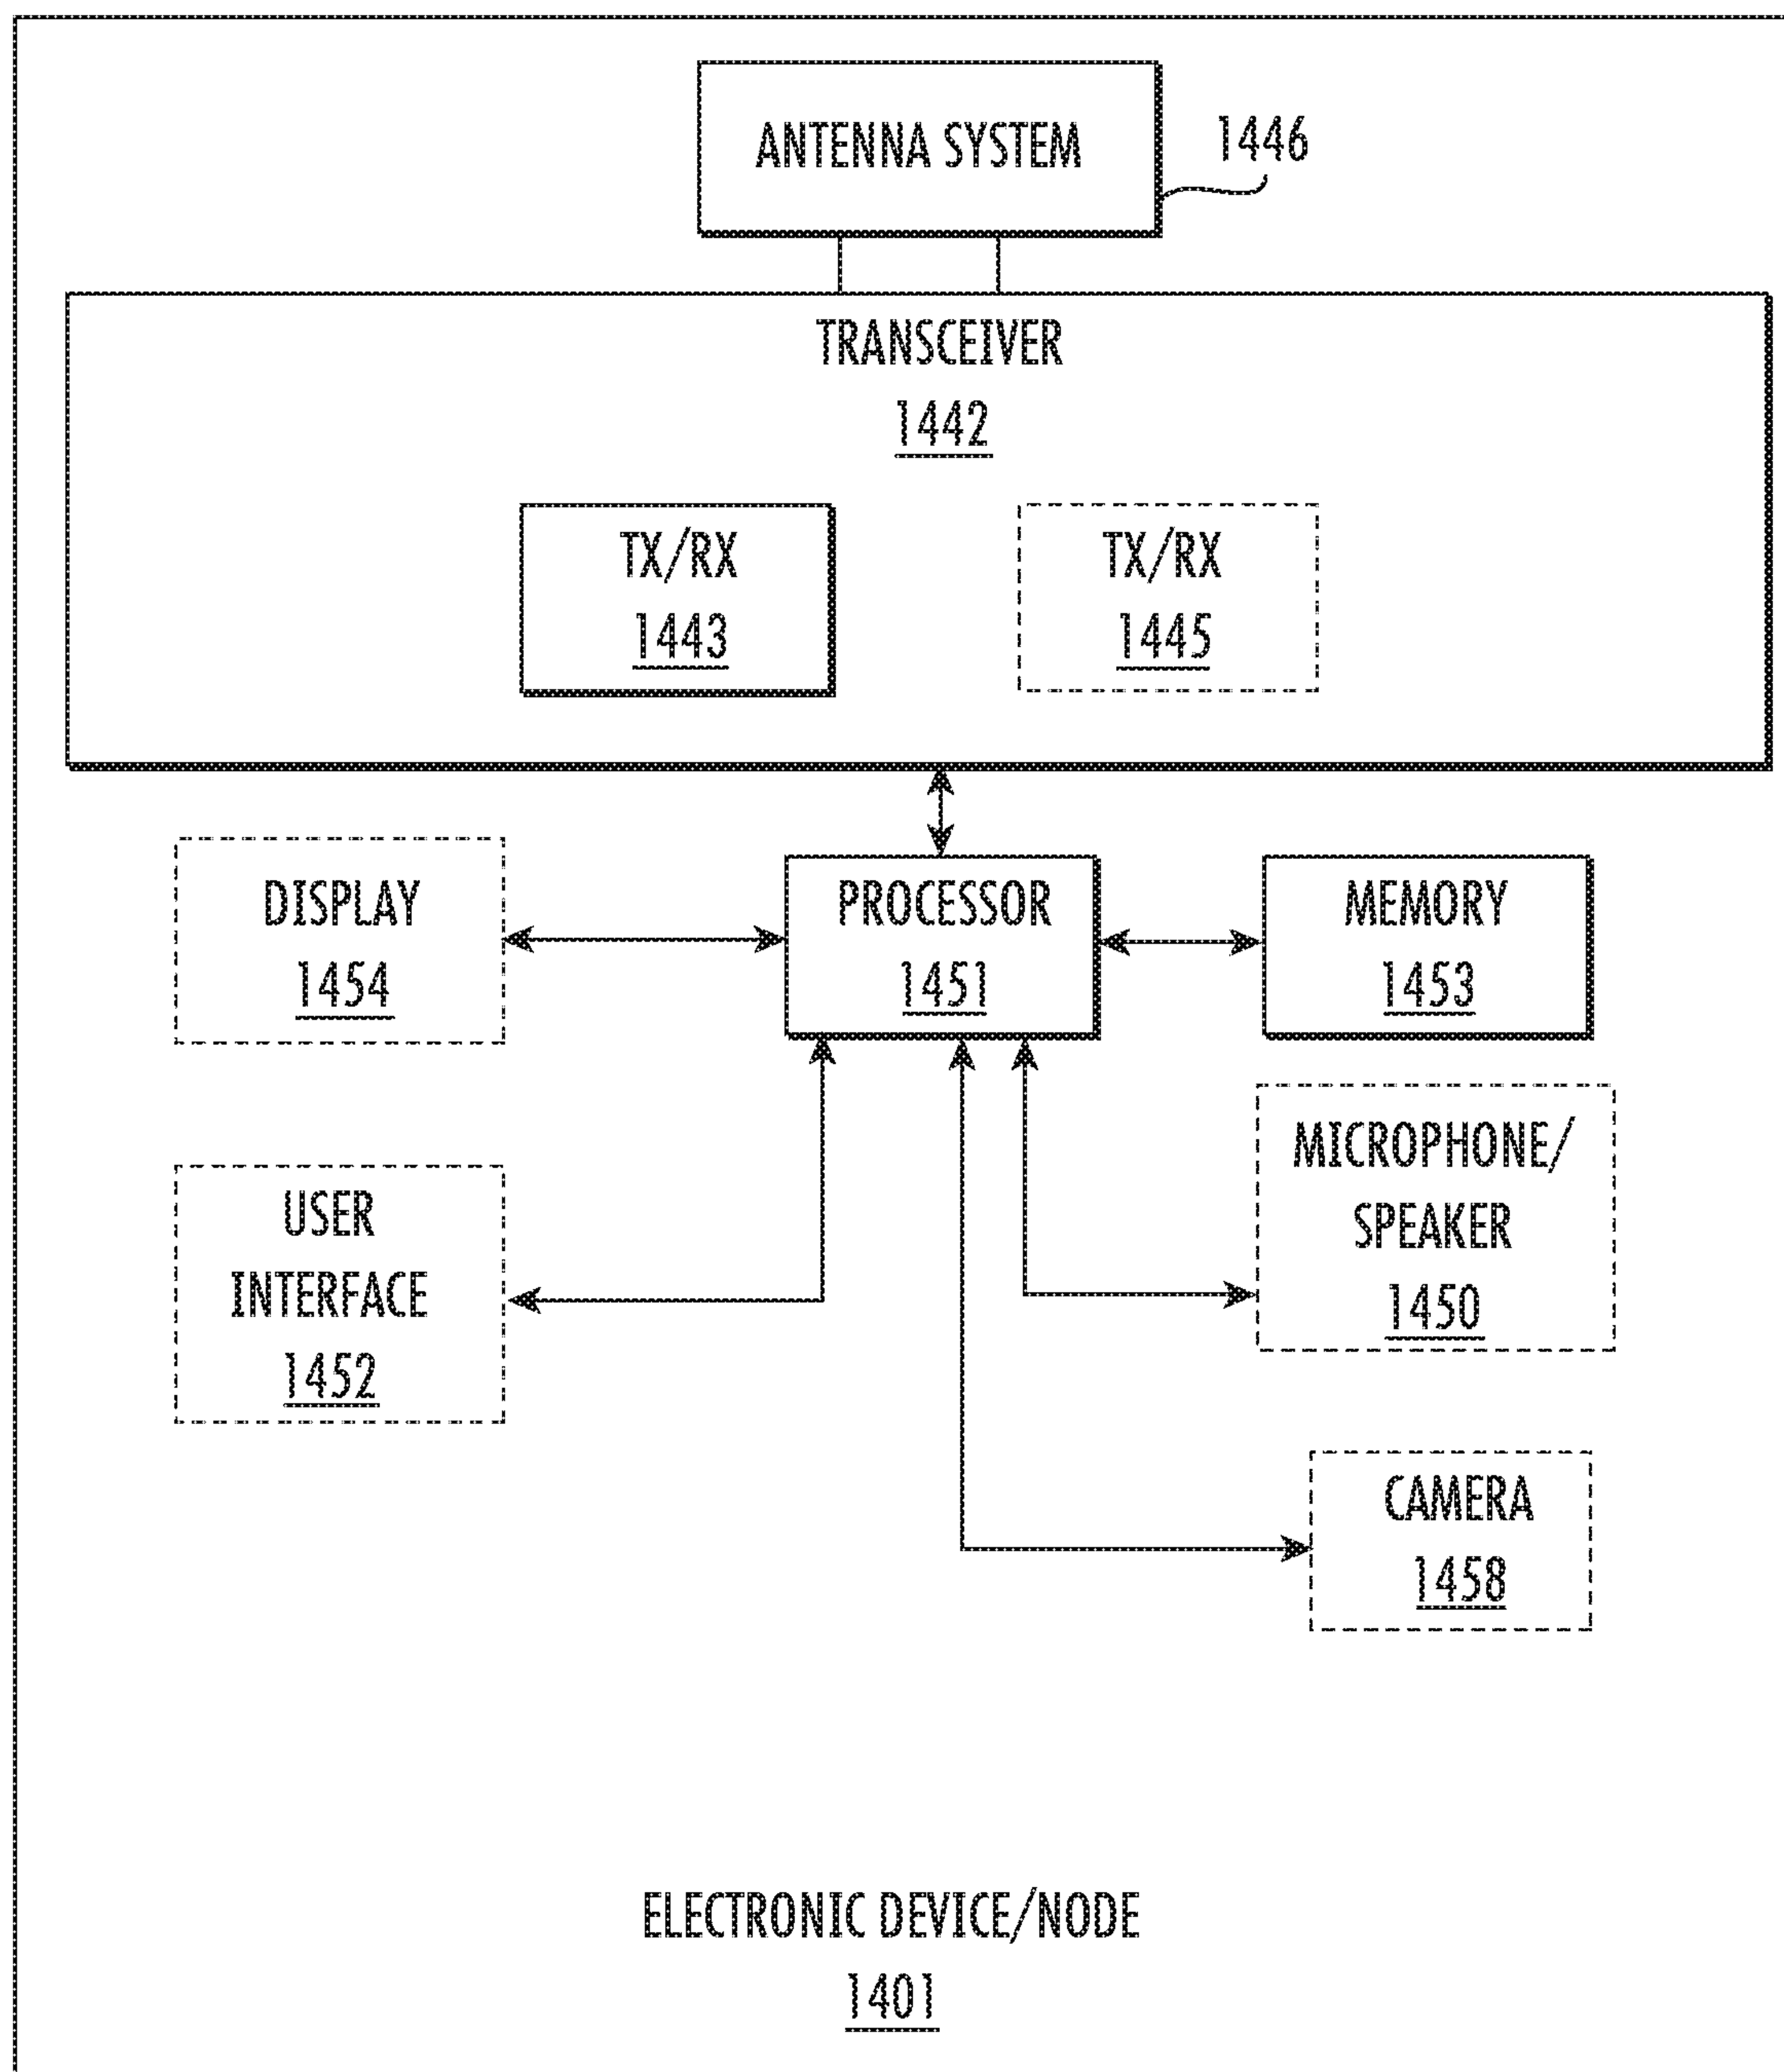 ANTENNA SYSTEM
1446
TRANSCEIVER
1442
TX/RX
1443
TX/RX
1445
DISPLAY
1454
PROCESSOR
1451
MEMORY
1453
USER
INTERFACE
1452
MICROPHONE/
SPEAKER
1450
CAMERA
1458
ELECTRONIC DEVICE/NODE
1401